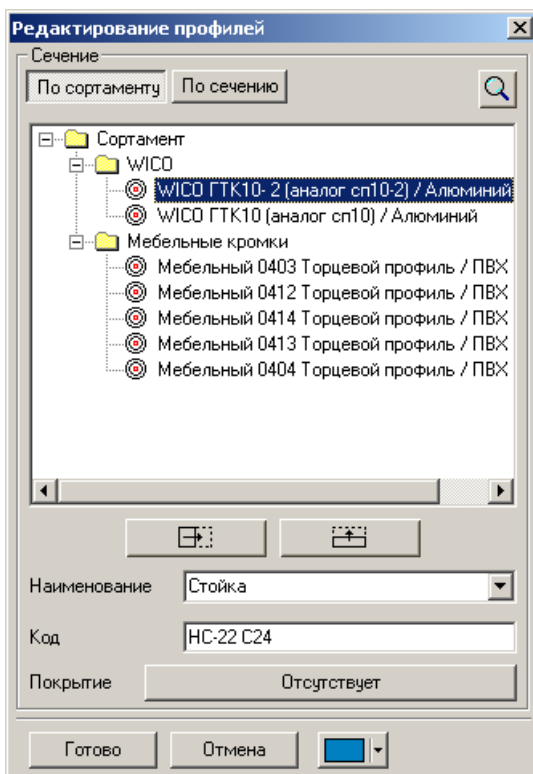 Редактирование профилей
Сечение
По сортаменту По сечению
Сортамент
WICO
WICO ГТК10- 2 (аналог сп10-2) / Алюминий
WICO ГТК10 (аналог сп10) / Алюминий
Мебельные кромки
Мебельный 0403 Торцевой профиль / ПВХ
Мебельный 0412 Торцевой профиль / ПВХ
Мебельный 0414 Торцевой профиль / ПВХ
Мебельный 0413 Торцевой профиль / ПВХ
Мебельный 0404 Торцевой профиль / ПВХ
Наименование Стойка
Код НС-22 С24
Покрытие Отсутствует
Готово Отмена